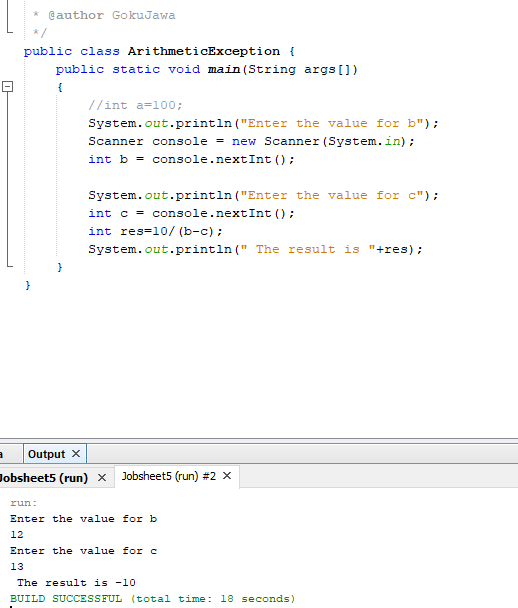 * @author GokuJawa
*/
public class ArithmeticException {
public static void main(String args[])
{
//int a=100;
System.out.println("Enter the value for b");
Scanner console = new Scanner(System.in);
int b = console.nextInt();
System.out.println("Enter the value for c");
int c = console.nextInt();
int res=10/(b-c);
System.out.println(" The result is "+res);
}
}
Output ×
Jobsheet5 (run) × Jobsheet5 (run) #2 ×
run:
Enter the value for b
12
Enter the value for c
13
The result is -10
BUILD SUCCESSFUL (total time: 18 seconds)